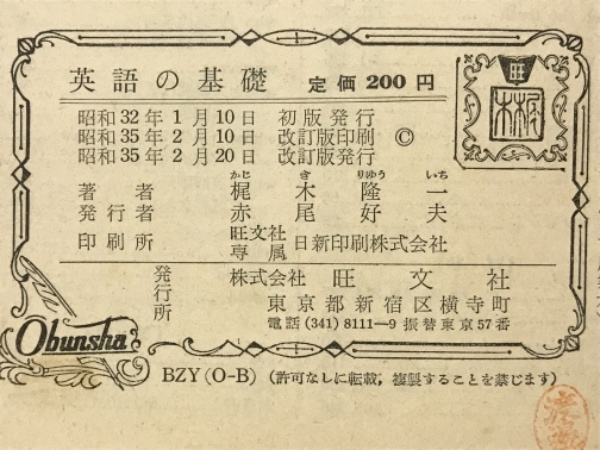 英語の基礎 定価 200 円
旺
昭和32年 1月10日 初版発行
昭和35年 2月10日 改訂版印刷 ©
昭和35年 2月20日 改訂版発行
かじ き りゆう いち
著者 梶木隆一
発行者 赤尾好夫
印刷所 旺文社専属 日新印刷株式会社
発行所 株式会社 旺文社
東京都新宿区横寺町
電話 (341) 8111―9 振替東京57番
Obunsha
BZY (O-B) (許可なしに転載，複製することを禁じます)